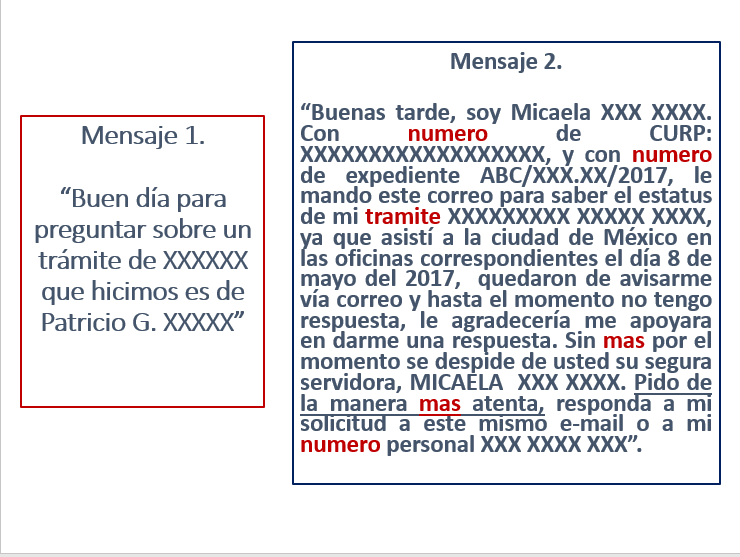 Mensaje 1.
“Buen día para
preguntar sobre un
trámite de XXXXXX
que hicimos es de
Patricio G. XXXXX”
Mensaje 2.
“Buenas tarde, soy Micaela XXX XXXX.
Con numero de CURP:
XXXXXXXXXXXXXXXXXX, y con numero
de expediente ABC/XXX.XX/2017, le
mando este correo para saber el estatus
de mi tramite XXXXXXXXX XXXXX XXXX,
ya que asistí a la ciudad de México en
las oficinas correspondientes el día 8 de
mayo del 2017, quedaron de avisarme
vía correo y hasta el momento no tengo
respuesta, le agradecería me apoyara
en darme una respuesta. Sin mas por el
momento se despide de usted su segura
servidora, MICAELA XXX XXXX. Pido de
la manera mas atenta, responda a mi
solicitud a este mismo e-mail o a mi
numero personal XXX XXXX XXX”.